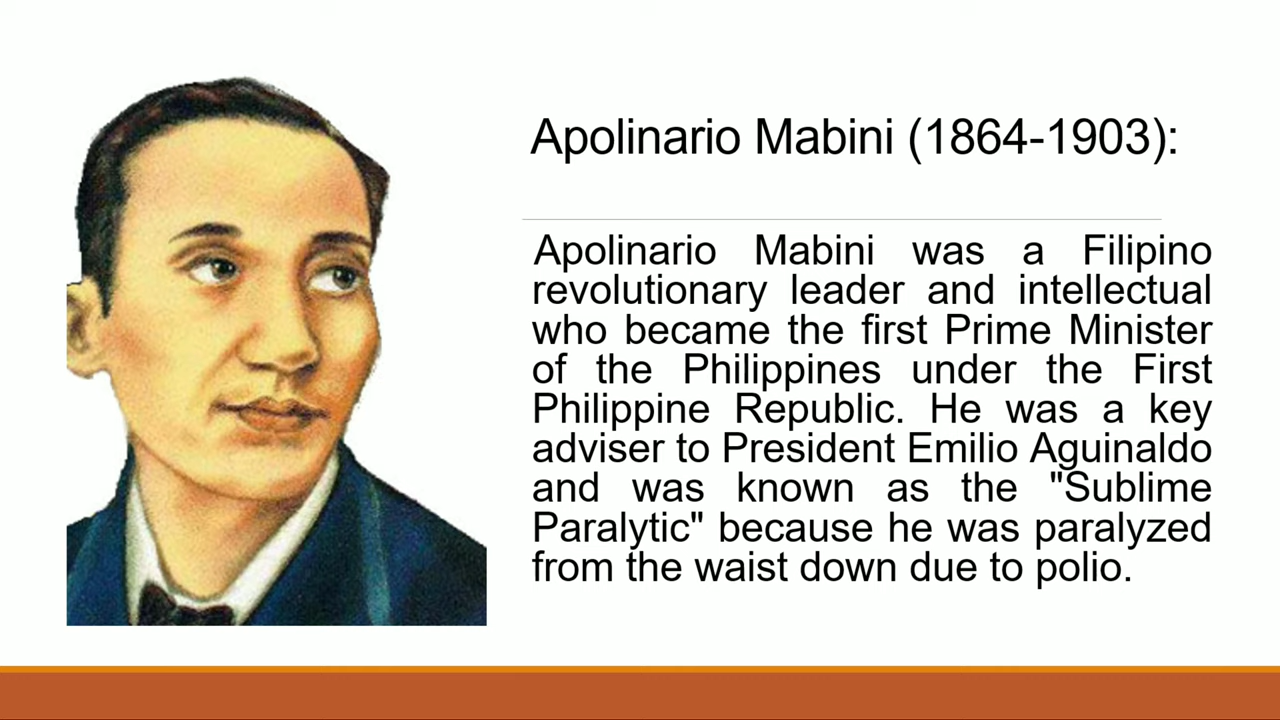 Apolinario Mabini (1864-1903):
Apolinario Mabini was a Filipino
revolutionary leader and intellectual
who became the first Prime Minister
of the Philippines under the First
Philippine Republic. He was a key
adviser to President Emilio Aguinaldo
and was known as the "Sublime
Paralytic" because he was paralyzed
from the waist down due to polio.